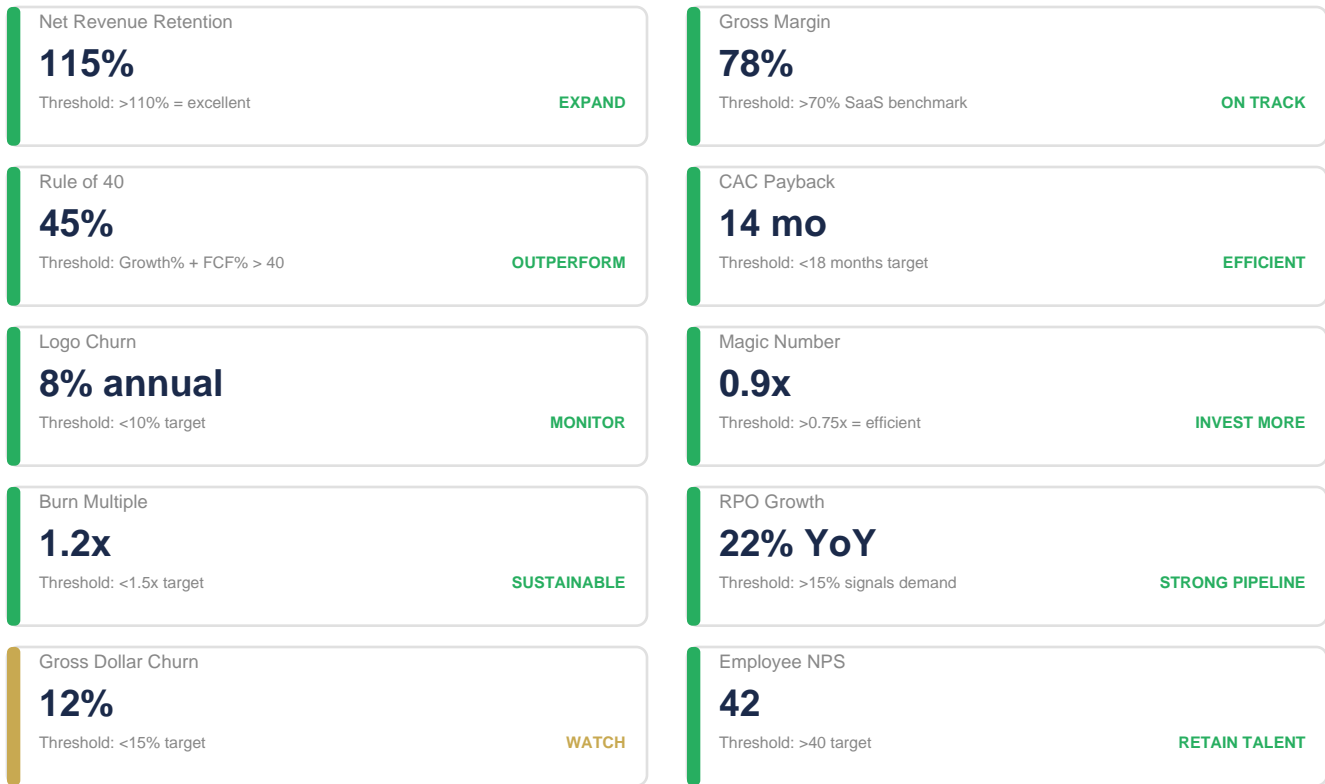 Net Revenue Retention
115%
Threshold: >110% = excellent
EXPAND
Gross Margin
78%
Threshold: >70% SaaS benchmark
ON TRACK
Rule of 40
45%
Threshold: Growth% + FCF% > 40
OUTPERFORM
CAC Payback
14 mo
Threshold: <18 months target
EFFICIENT
Logo Churn
8% annual
Threshold: <10% target
MONITOR
Magic Number
0.9x
Threshold: >0.75x = efficient
INVEST MORE
Burn Multiple
1.2x
Threshold: <1.5x target
SUSTAINABLE
RPO Growth
22% YoY
Threshold: >15% signals demand
STRONG PIPELINE
Gross Dollar Churn
12%
Threshold: <15% target
WATCH
Employee NPS
42
Threshold: >40 target
RETAIN TALENT